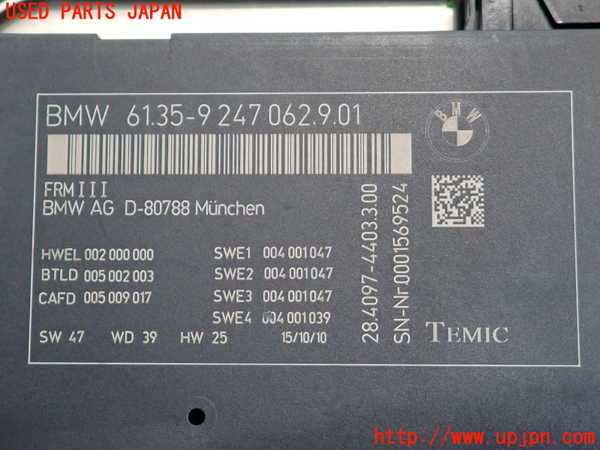 USED PARTS JAPAN
BMW 61.35-9 247 062.9.01
BMW
FRMIII
BMW AG D-80788 München
HWEL 002 000 000
BTLD 005 002 003
CAFD 005 009 017
SWE1 004 001 047
SWE2 004 001 047
SWE3 004 001 047
SWE4 004 001 039
SW 47 WD 39 HW 25 15/10/10
28.4097-4403.3.00
SN-Nr0001569524
TEMIC
http://www.upjpn.com/